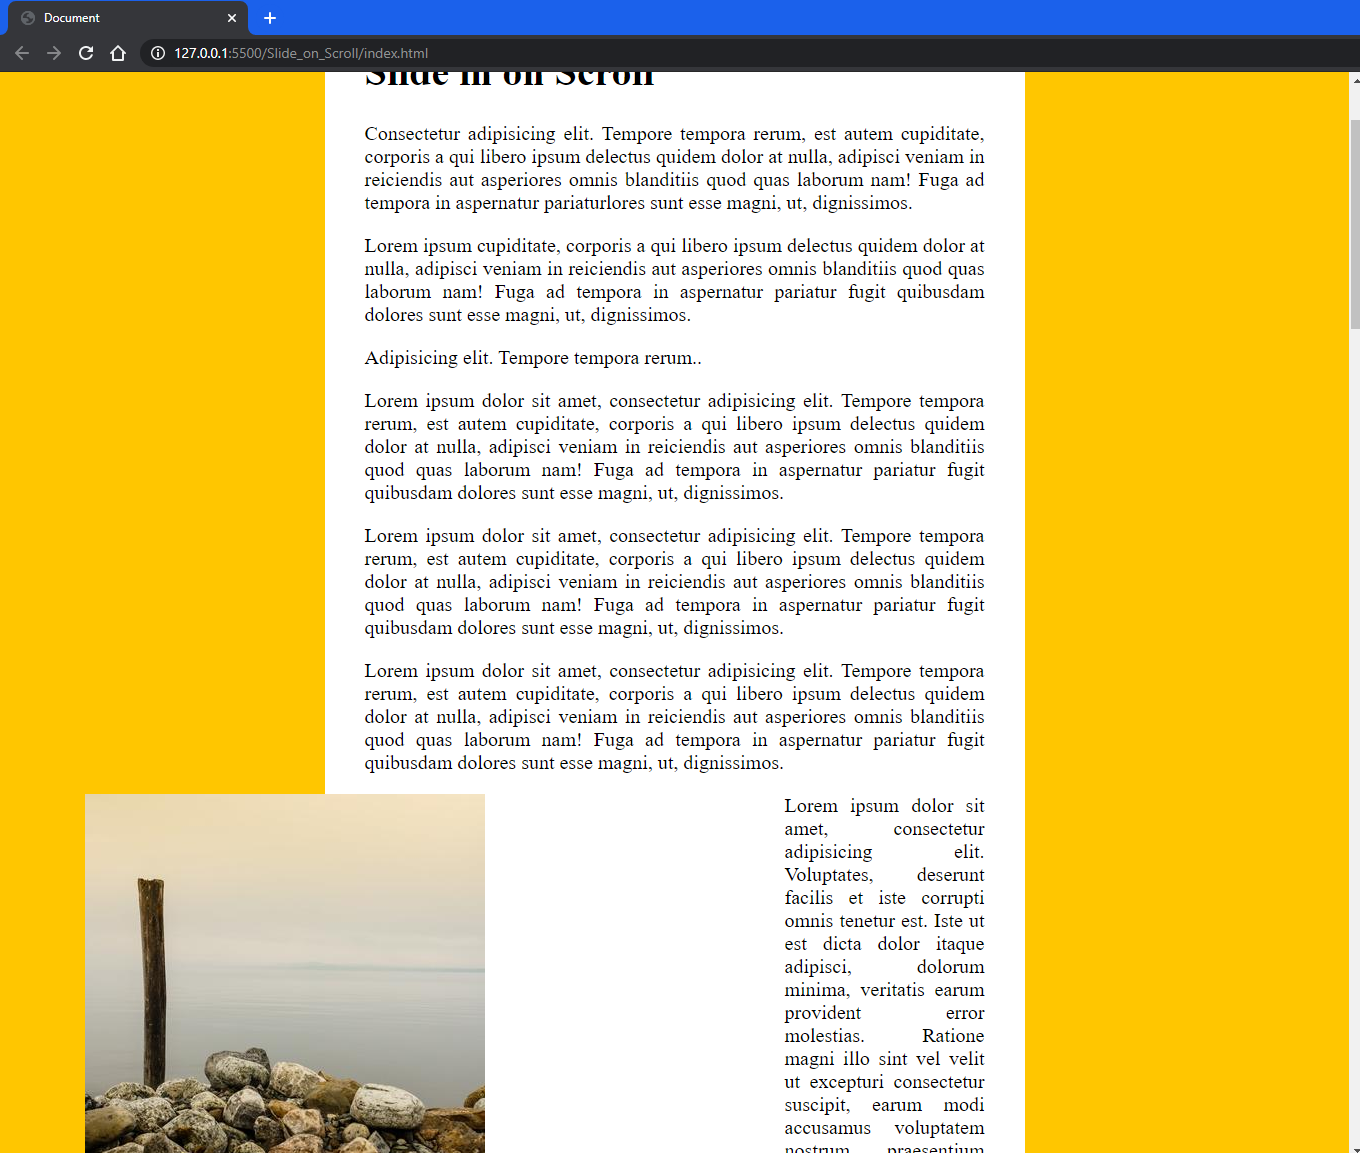 Document
127.0.0.1:5500/Slide_on_Scroll/index.html
Slide in on Scroll
Consectetur adipisicing elit. Tempore tempora rerum, est autem cupiditate,
corporis a qui libero ipsum delectus quidem dolor at nulla, adipisci veniam in
reiciendis aut asperiores omnis blanditiis quod quas laborum nam! Fuga ad
tempora in aspernatur pariaturlores sunt esse magni, ut, dignissimos.
Lorem ipsum cupiditate, corporis a qui libero ipsum delectus quidem dolor at
nulla, adipisci veniam in reiciendis aut asperiores omnis blanditiis quod quas
laborum nam! Fuga ad tempora in aspernatur pariatur fugit quibusdam
dolores sunt esse magni, ut, dignissimos.
Adipisicing elit. Tempore tempora rerum..
Lorem ipsum dolor sit amet, consectetur adipisicing elit. Tempore tempora
rerum, est autem cupiditate, corporis a qui libero ipsum delectus quidem
dolor at nulla, adipisci veniam in reiciendis aut asperiores omnis blanditiis
quod quas laborum nam! Fuga ad tempora in aspernatur pariatur fugit
quibusdam dolores sunt esse magni, ut, dignissimos.
Lorem ipsum dolor sit amet, consectetur adipisicing elit. Tempore tempora
rerum, est autem cupiditate, corporis a qui libero ipsum delectus quidem
dolor at nulla, adipisci veniam in reiciendis aut asperiores omnis blanditiis
quod quas laborum nam! Fuga ad tempora in aspernatur pariatur fugit
quibusdam dolores sunt esse magni, ut, dignissimos.
Lorem ipsum dolor sit amet, consectetur adipisicing elit. Tempore tempora
rerum, est autem cupiditate, corporis a qui libero ipsum delectus quidem
dolor at nulla, adipisci veniam in reiciendis aut asperiores omnis blanditiis
quod quas laborum nam! Fuga ad tempora in aspernatur pariatur fugit
quibusdam dolores sunt esse magni, ut, dignissimos.
Lorem ipsum dolor sit
amet, consectetur
adipisicing elit.
Voluptates, deserunt
facilis et iste corrupti
omnis tenetur est. Iste ut
est dicta dolor itaque
adipisci, dolorum
minima, veritatis earum
provident error
molestias. Ratione
magni illo sint vel velit
ut excepturi consectetur
suscipit, earum modi
accusamus voluptatem
nostrum praesentium